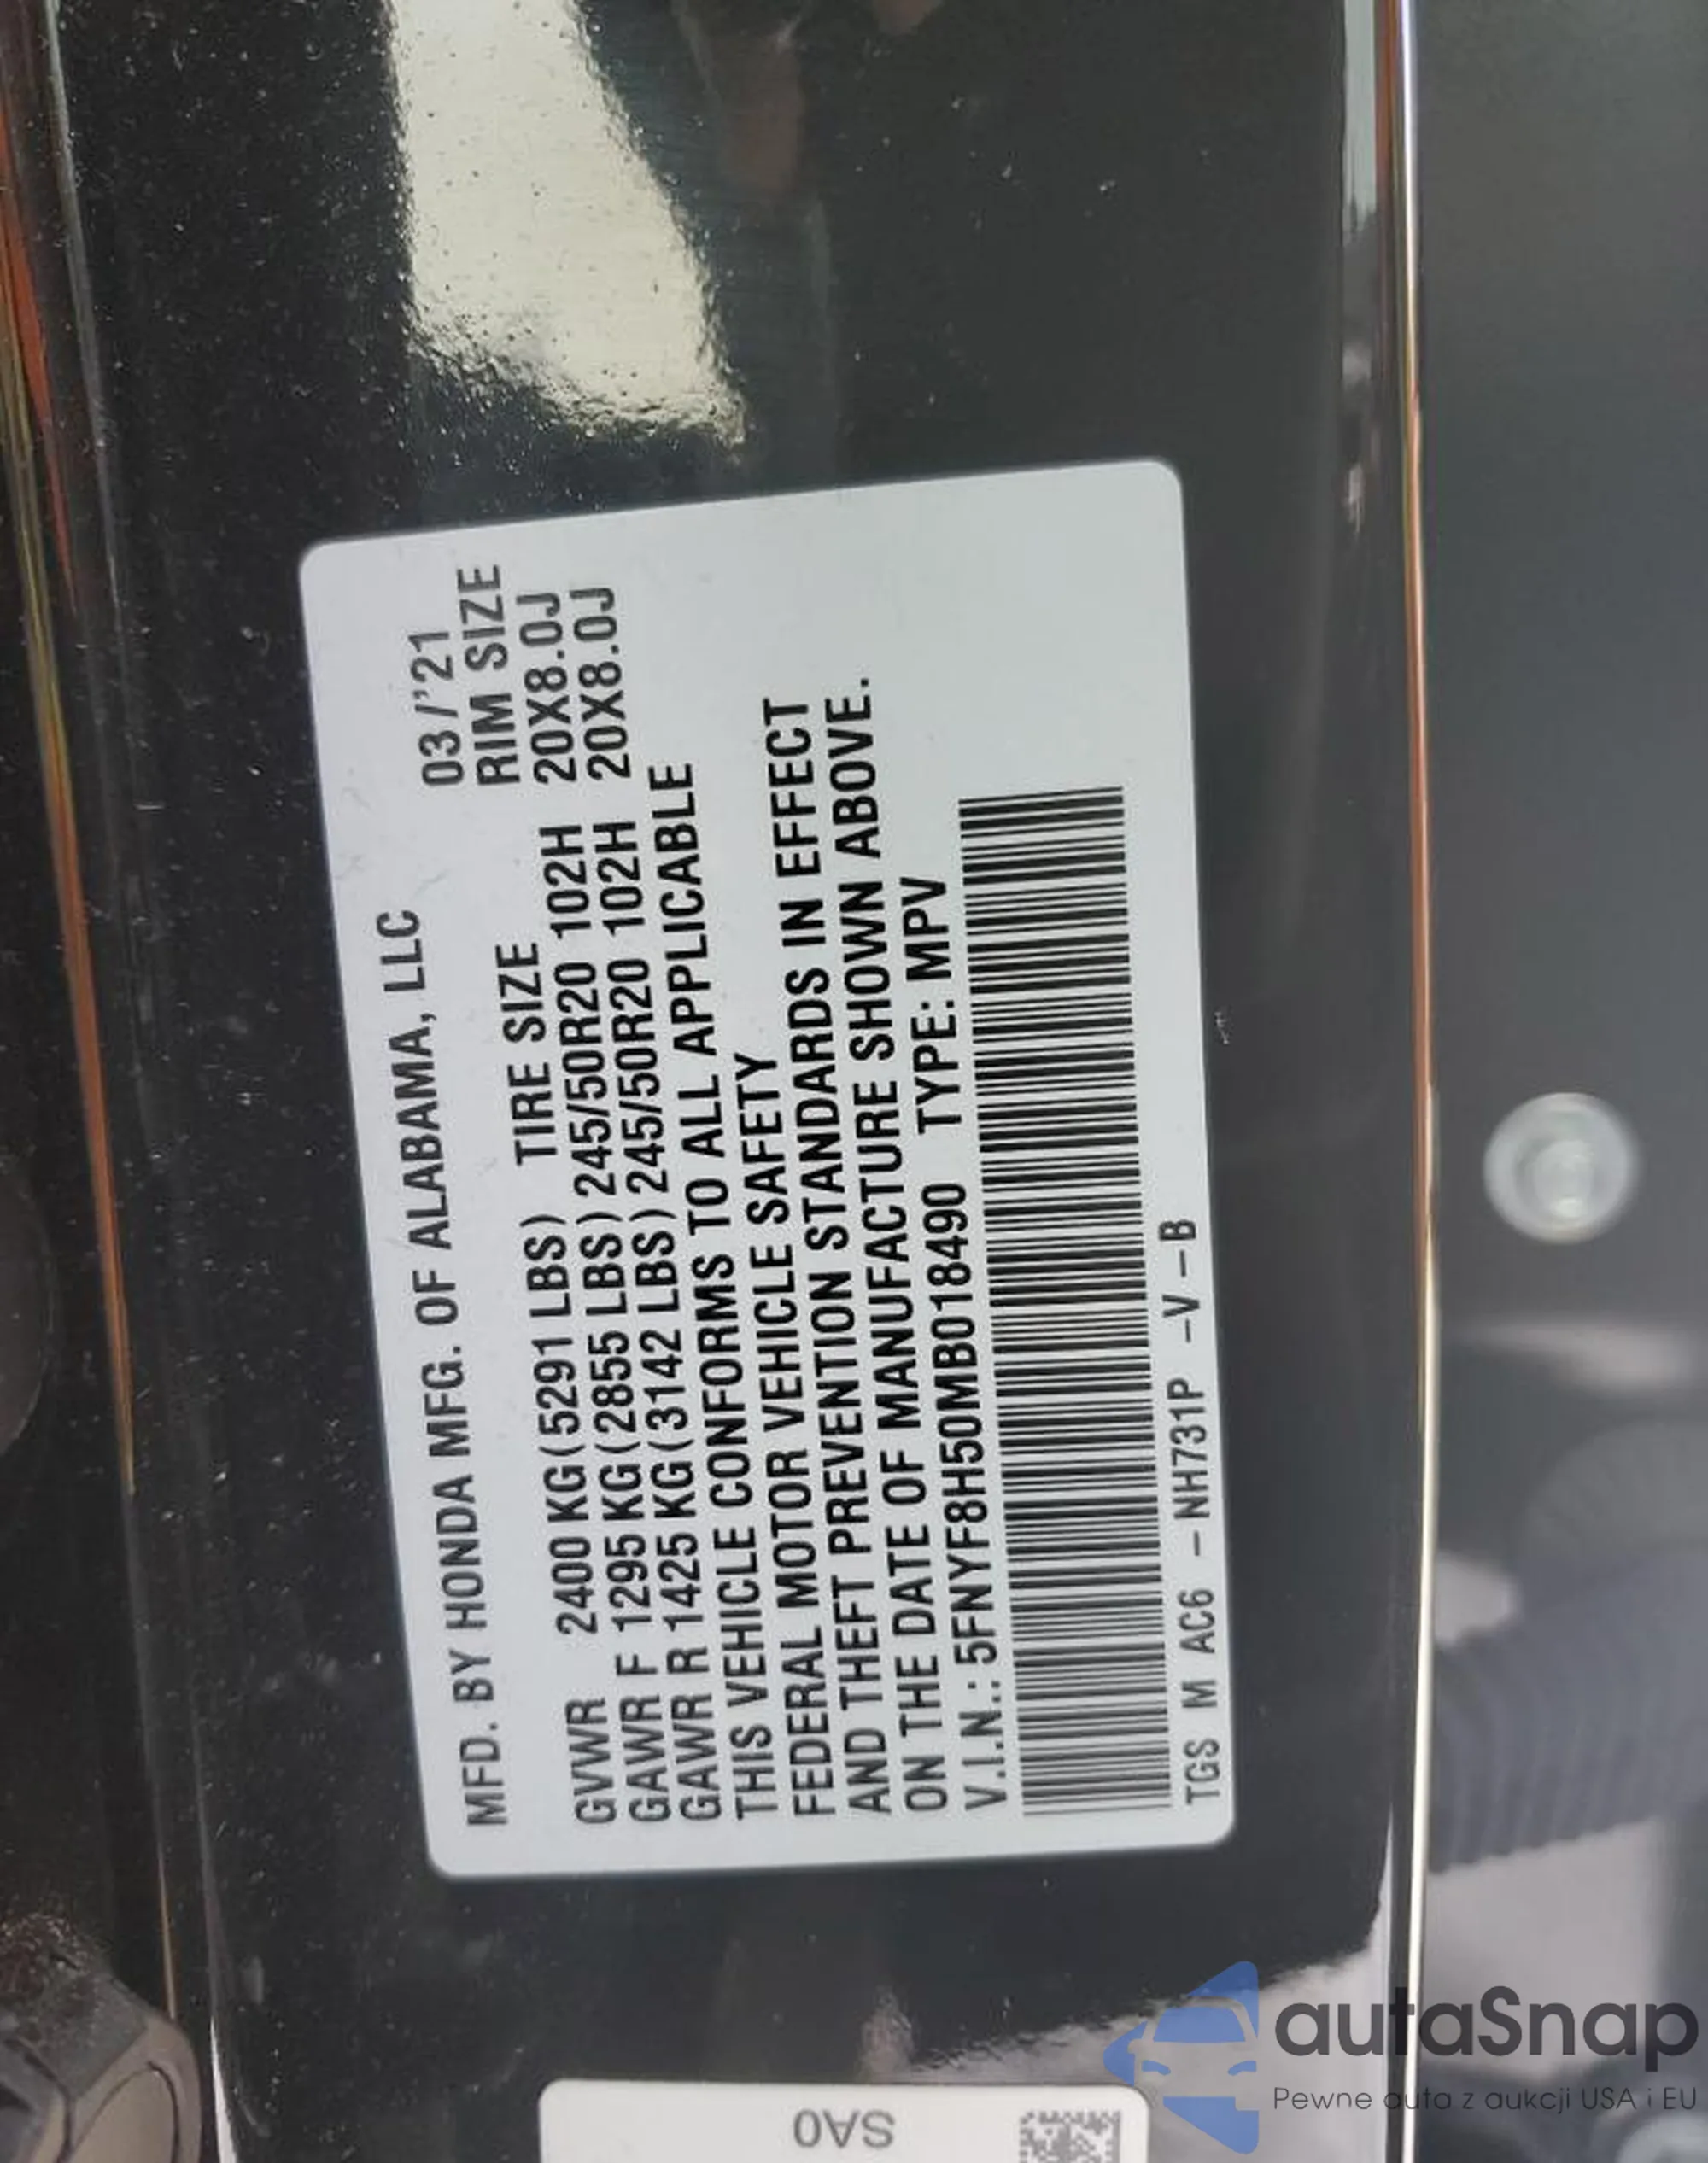 MFD. BY HONDA MFG. OF ALABAMA, LLC
03/'21
TIRE SIZE RIM SIZE
GVWR 2400 KG (5291 LBS)
GAWR F 1295 KG (2855 LBS) 245/50R20 102H 20X8.0J
GAWR R 1425 KG (3142 LBS) 245/50R20 102H 20X8.0J
THIS VEHICLE CONFORMS TO ALL APPLICABLE
FEDERAL MOTOR VEHICLE SAFETY
AND THEFT PREVENTION STANDARDS IN EFFECT
ON THE DATE OF MANUFACTURE SHOWN ABOVE.
V.I.N.: 5FNYF8H50MB018490 TYPE: MPV
TGS M AC6 -NH731P -V-B
SA0
autaSnap
Pewne auta z aukcji USA i EU